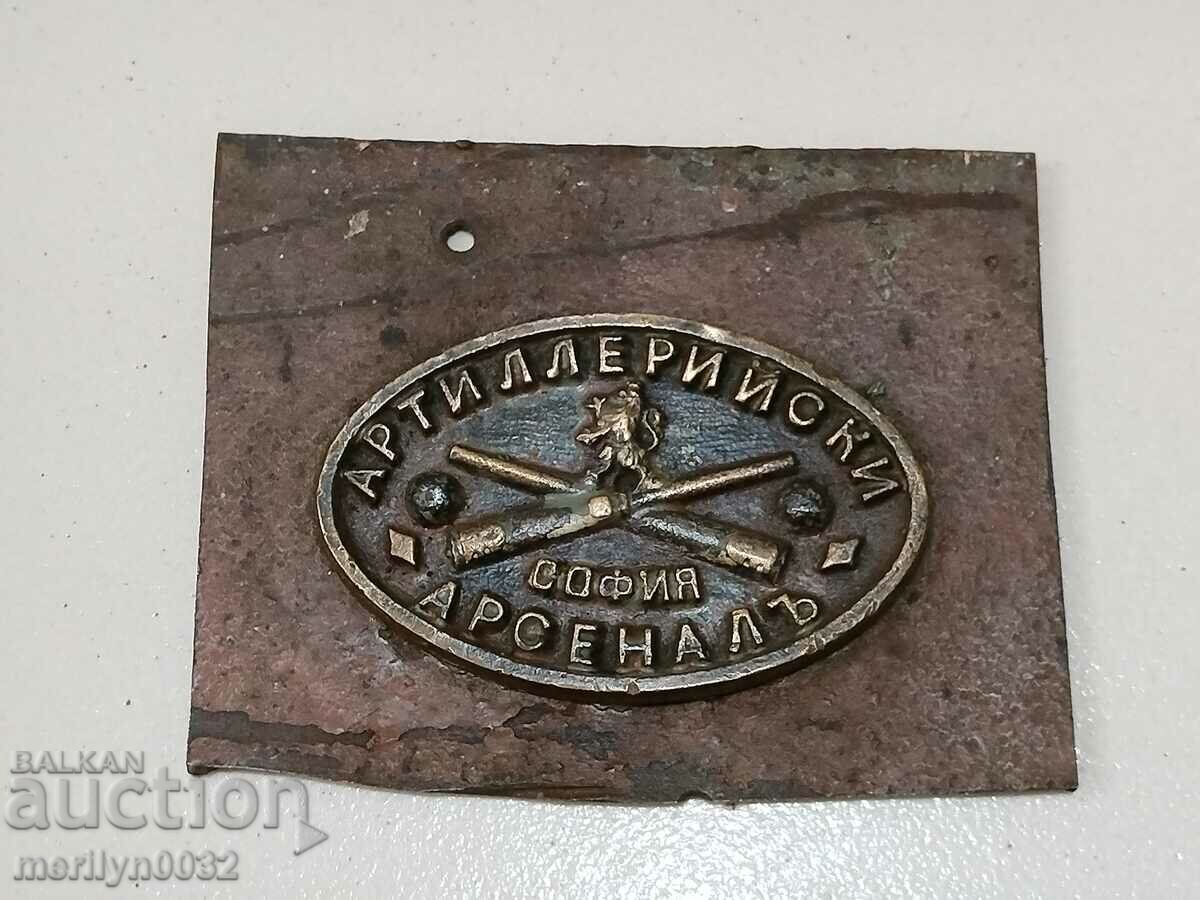 АРТИЛЛЕРИЙСКИ
СОФИЯ
АРСЕНАЛЪ
BALKAN
auction
merilyn0032